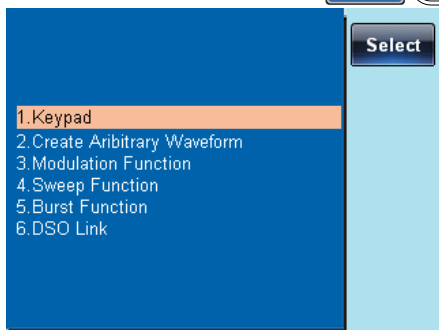 Select
1.Keypad
2.Create Aribitrary Waveform
3.Modulation Function
4.Sweep Function
5.Burst Function
6.DSO Link